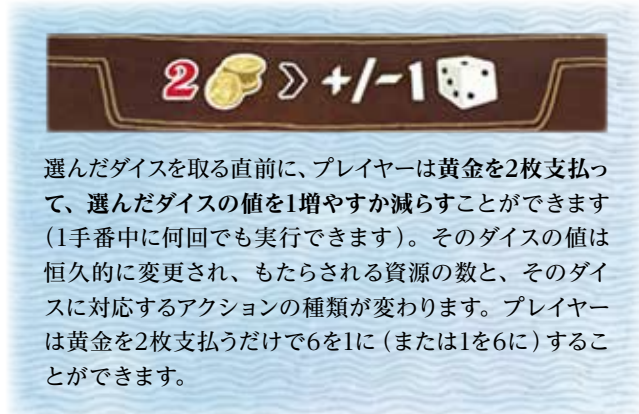 2 > +/-1
選んだダイスを取る直前に、プレイヤーは黄金を2枚支払っ
て、選んだダイスの値を1増やすか減らすことができます
(1手番中に何回でも実行できます)。そのダイスの値は
恒久的に変更され、もたらされる資源の数と、そのダイ
スに対応するアクションの種類が変わります。プレイヤー
は黄金を2枚支払うだけで6を1に(または1を6に)するこ
とができます。